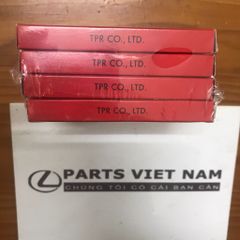 TPR CO., LTD.
TPR CO., LTD.
TPR CO., LTD.
TPR CO., LTD.
PARTS VIET NAM
CHÚNG TÔI CÓ CÁI BẠN CẦN